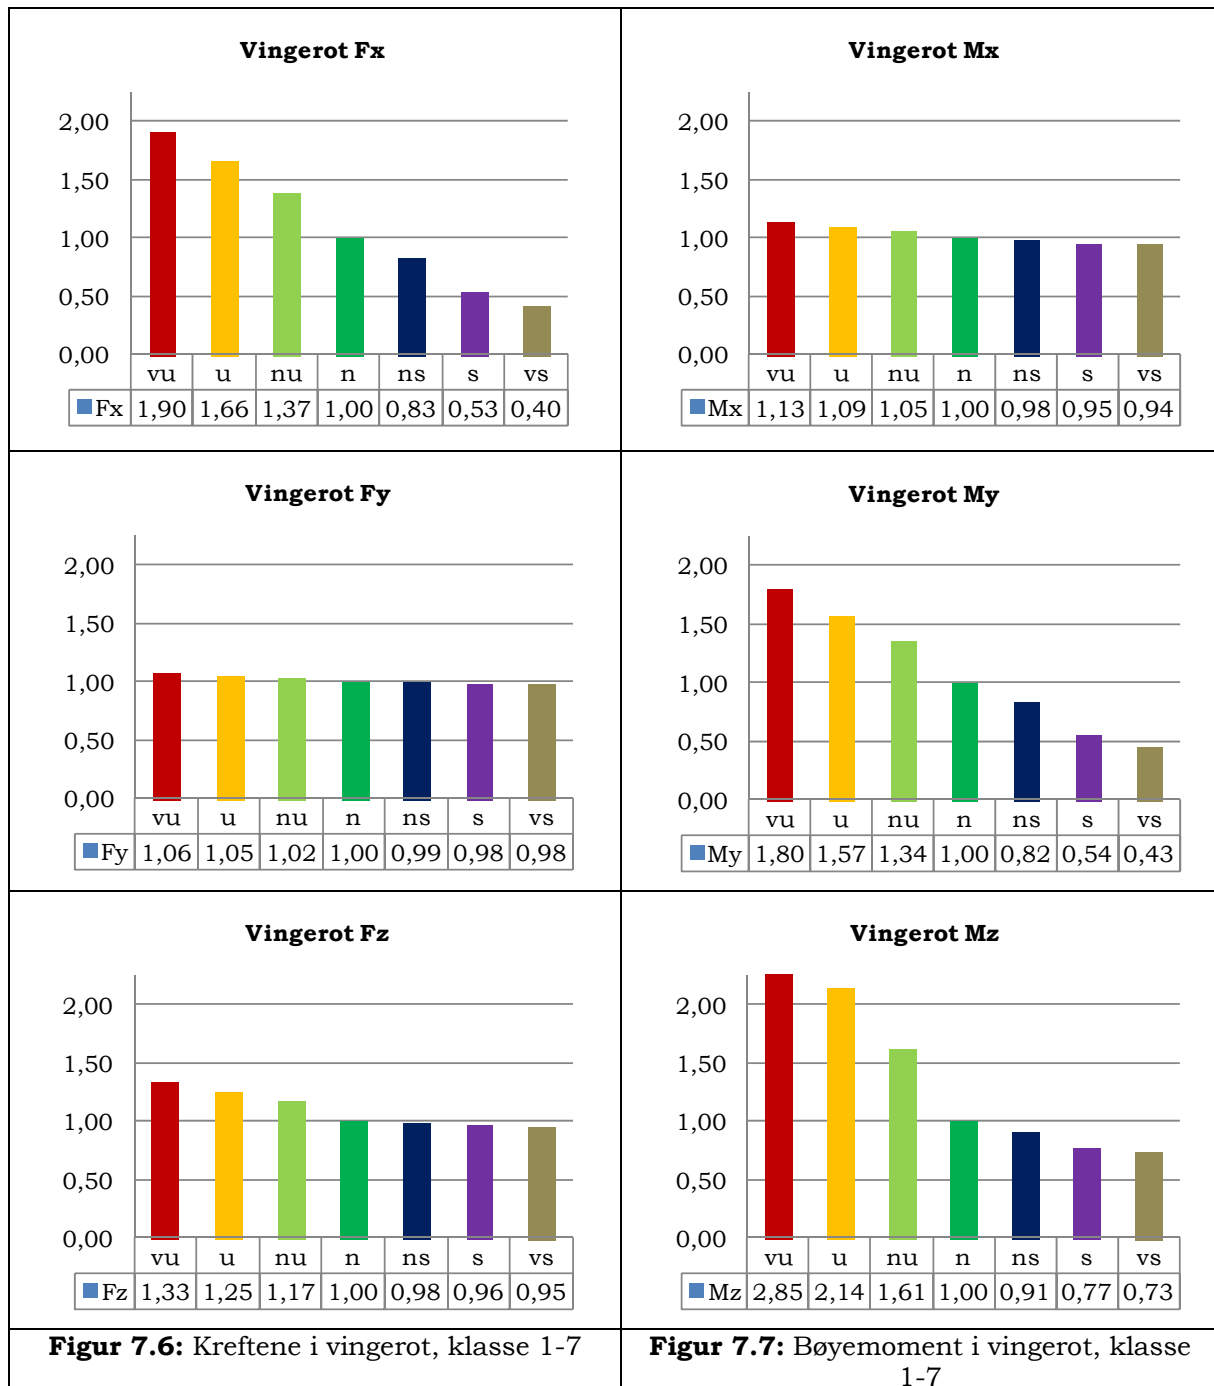 Vingerot Fx
2,00
1,50
1,00
0,50
0,00
vu u nu n ns s vs
Fx 1,90 1,66 1,37 1,00 0,83 0,53 0,40
Vingerot Mx
2,00
1,50
1,00
0,50
0,00
vu u nu n ns s vs
Mx 1,13 1,09 1,05 1,00 0,98 0,95 0,94
Vingerot Fy
2,00
1,50
1,00
0,50
0,00
vu u nu n ns s vs
Fy 1,06 1,05 1,02 1,00 0,99 0,98 0,98
Vingerot My
2,00
1,50
1,00
0,50
0,00
vu u nu n ns s vs
My 1,80 1,57 1,34 1,00 0,82 0,54 0,43
Vingerot Fz
2,00
1,50
1,00
0,50
0,00
vu u nu n ns s vs
Fz 1,33 1,25 1,17 1,00 0,98 0,96 0,95
Vingerot Mz
2,00
1,50
1,00
0,50
0,00
vu u nu n ns s vs
Mz 2,85 2,14 1,61 1,00 0,91 0,77 0,73
Figur 7.6: Kreftene i vingerot, klasse 1-7
Figur 7.7: Bøyemoment i vingerot, klasse
1-7